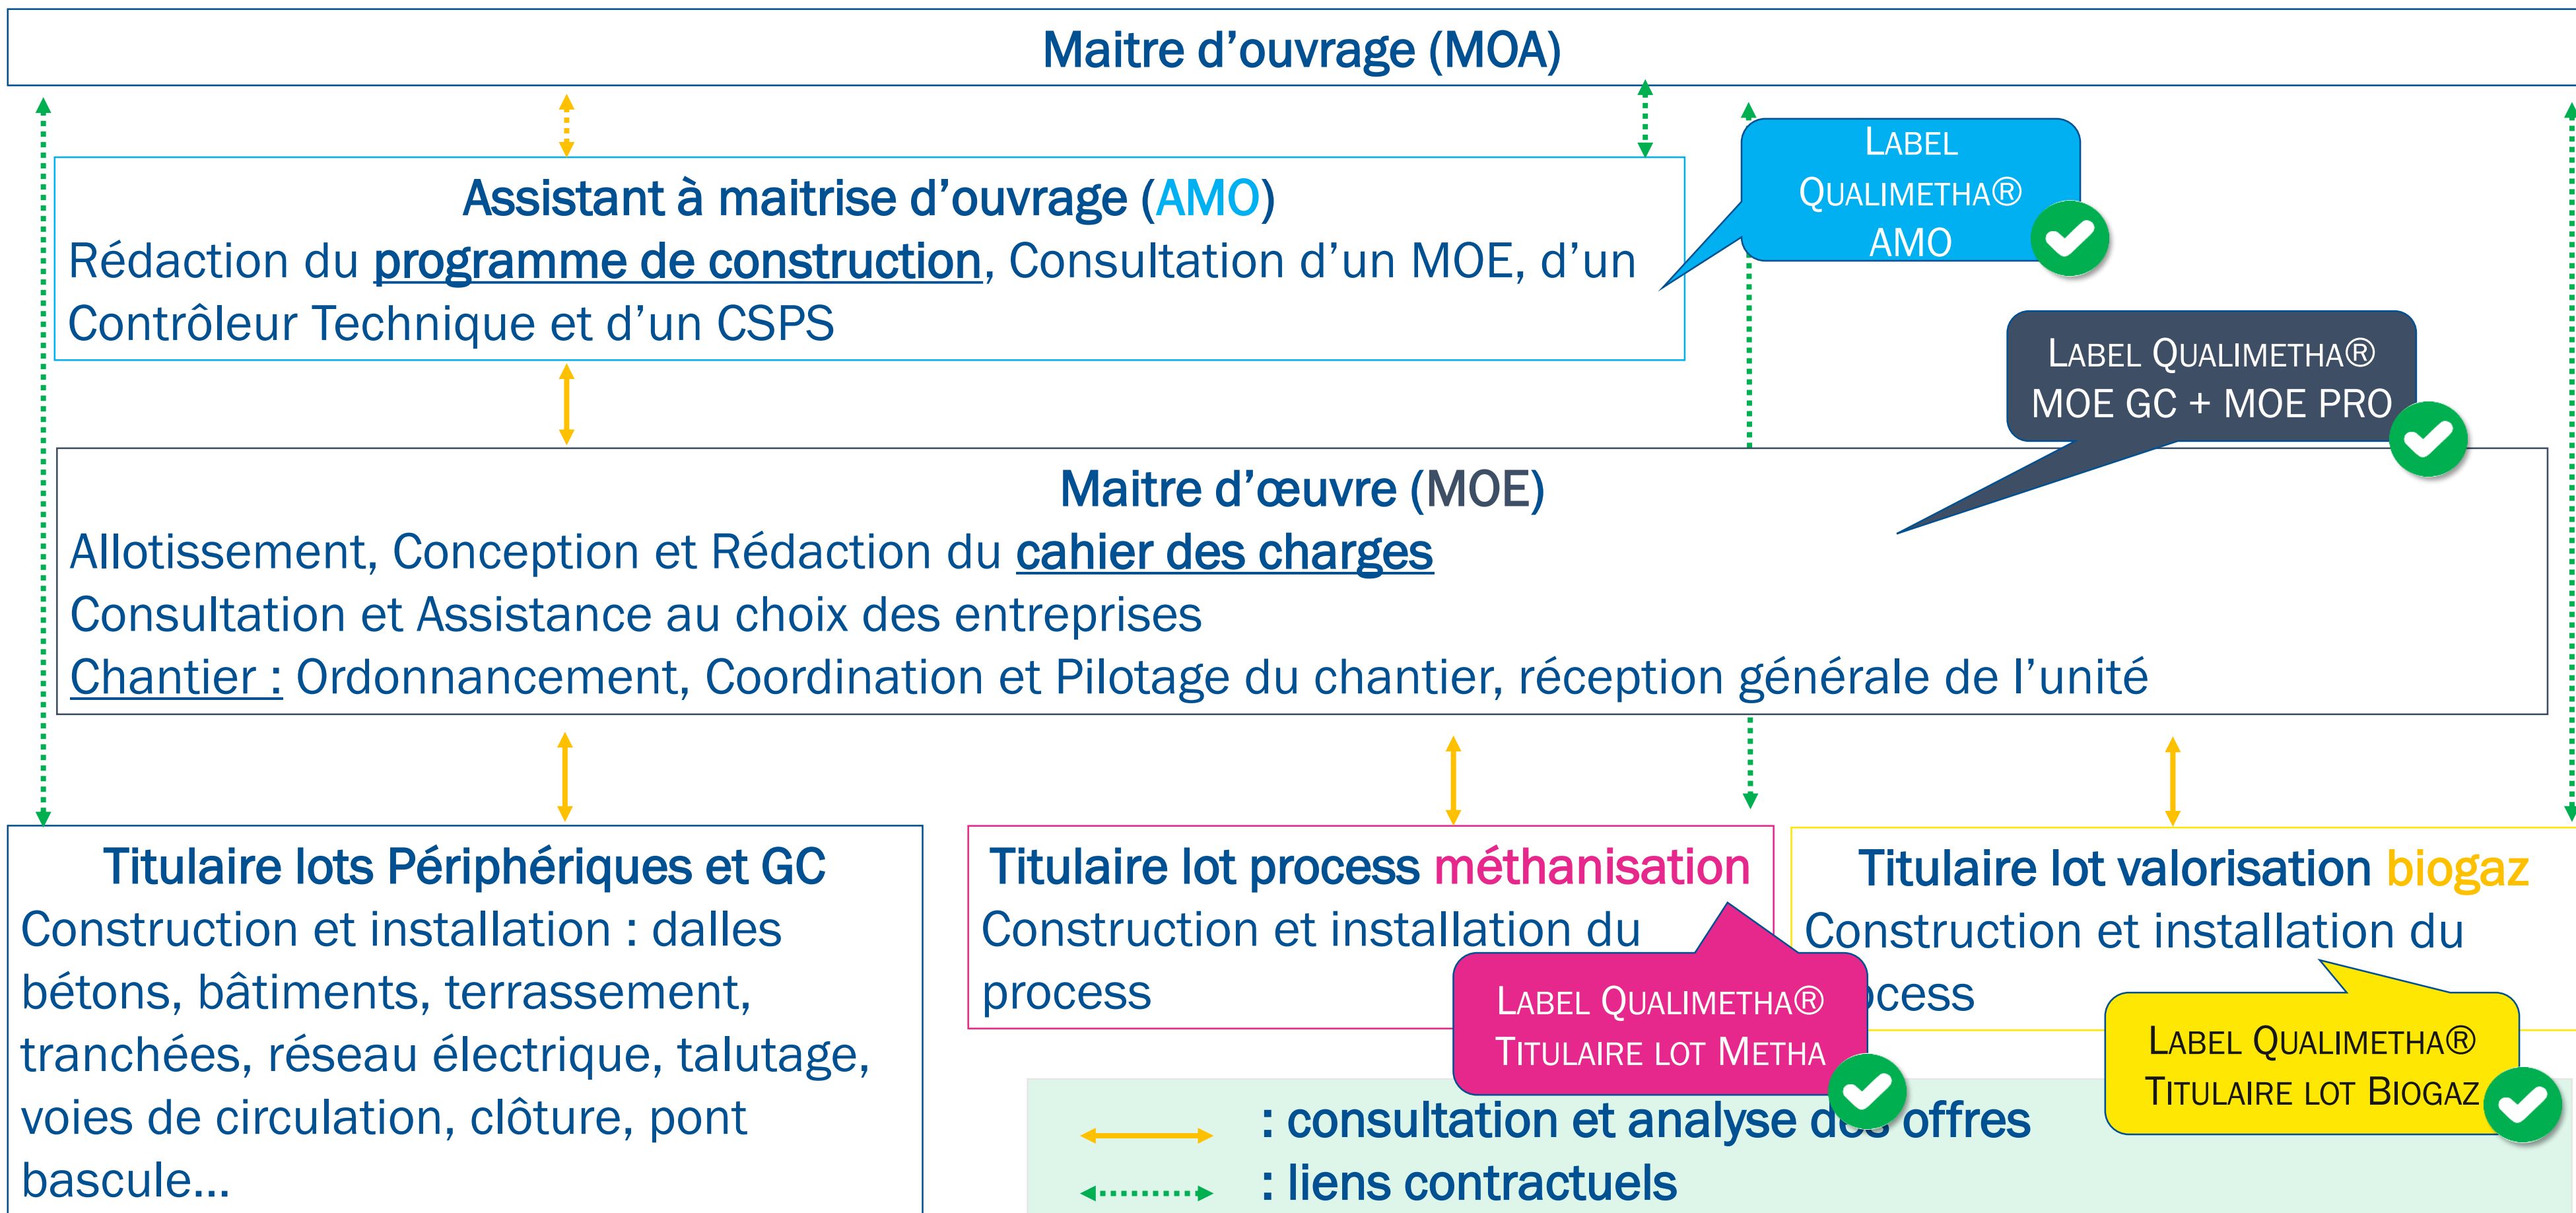 Maitre d'ouvrage (MOA)
Assistant à maitrise d'ouvrage (AMO)
Rédaction du programme de construction, Consultation d'un MOE, d'un
Contrôleur Technique et d'un CSPS
LABEL
QUALIMETHA®
AMO
LABEL QUALIMETHA®
MOE GC + MOE PRO
Maitre d'œuvre (MOE)
Allotissement, Conception et Rédaction du cahier des charges
Consultation et Assistance au choix des entreprises
Chantier : Ordonnancement, Coordination et Pilotage du chantier, réception générale de l'unité
Titulaire lots Périphériques et GC
Construction et installation : dalles
bétons, bâtiments, terrassement,
tranchées, réseau électrique, talutage,
voies de circulation, clôture, pont
bascule...
Titulaire lot process méthanisation
Construction et installation du
process
LABEL QUALIMETHA®
TITULAIRE LOT METHA
Titulaire lot valorisation biogaz
Construction et installation du
ocess
LABEL QUALIMETHA®
TITULAIRE LOT BIOGAZ
: consultation et analyse des offres
: liens contractuels